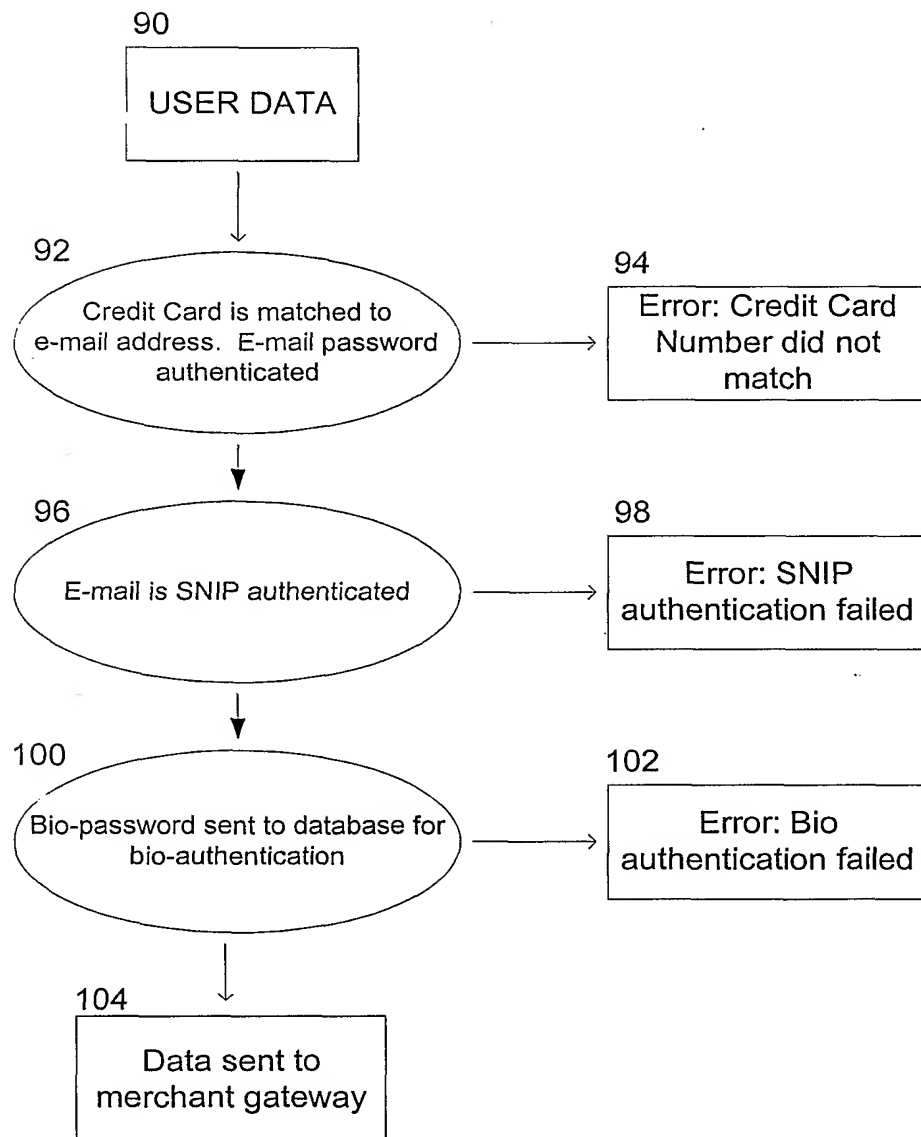 90
USER DATA
92
Credit Card is matched to
e-mail address. E-mail password
authenticated
94
Error: Credit Card
Number did not
match
96
E-mail is SNIP authenticated
98
Error: SNIP
authentication failed
100
Bio-password sent to database for
bio-authentication
102
Error: Bio
authentication failed
104
Data sent to
merchant gateway